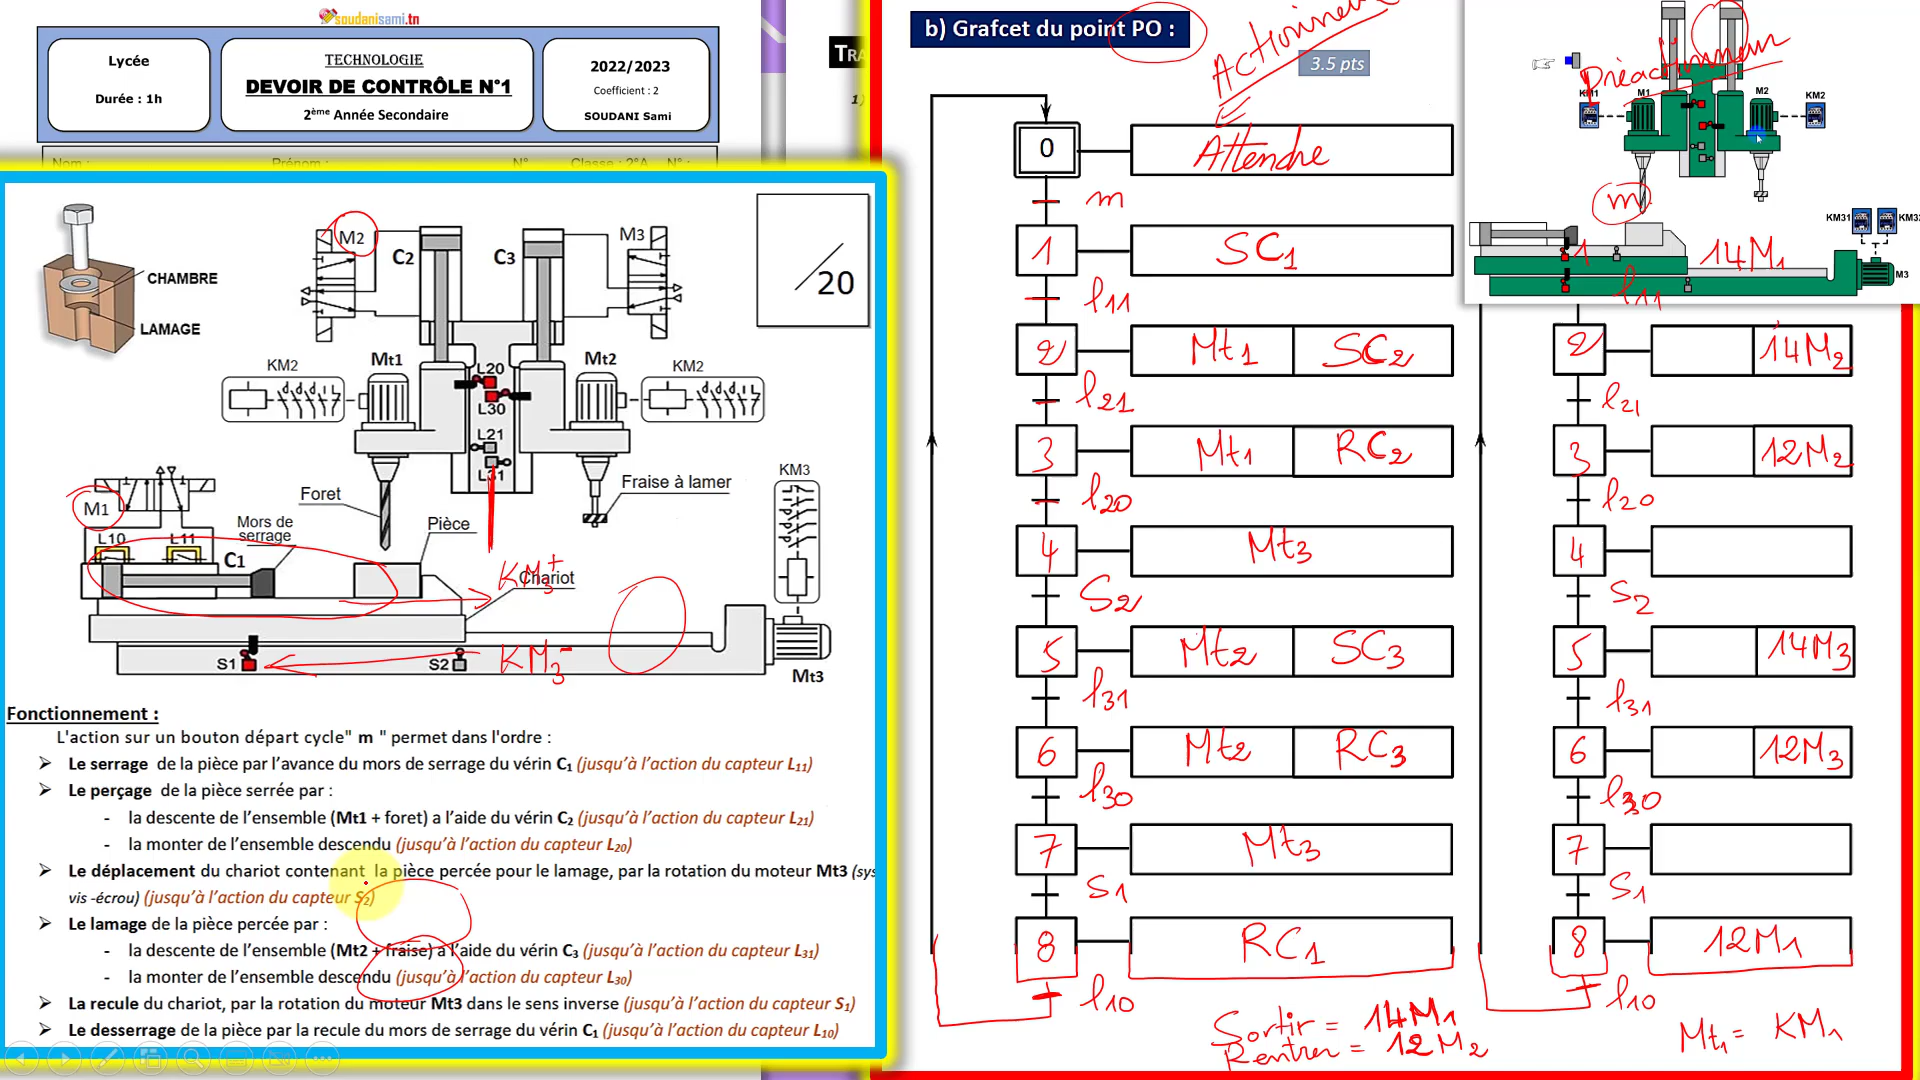 soudanisami.tn
Lycée
Durée : 1h
TECHNOLOGIE
DEVOIR DE CONTRÔLE N°1
2ème Année Secondaire
2022/2023
Coefficient : 2
SOUDANI Sami
TRA
1)
CHAMBRE
LAMAGE
/20
M2
C2
C3
M3
KM2
Mt1
Mt2
KM2
L20
L30
L21
L31
Foret
Pièce
Fraise à lamer
KM3
M1
Mors de
serrage
L10
L11
C1
KM3+
Chariot
S1
S2
KM3-
Mt3
Fonctionnement :
L'action sur un bouton départ cycle" m " permet dans l'ordre :
Le serrage de la pièce par l'avance du mors de serrage du vérin C1 (jusqu'à l'action du capteur L11)
Le perçage de la pièce serrée par :
- la descente de l'ensemble (Mt1 + foret) a l'aide du vérin C2 (jusqu'à l'action du capteur L21)
- la monter de l'ensemble descendu (jusqu'à l'action du capteur L20)
Le déplacement du chariot contenant la pièce percée pour le lamage, par la rotation du moteur Mt3 (sys
vis -écrou) (jusqu'à l'action du capteur S2)
Le lamage de la pièce percée par :
- la descente de l'ensemble (Mt2 + fraise) a l'aide du vérin C3 (jusqu'à l'action du capteur L31)
- la monter de l'ensemble descendu (jusqu'à l'action du capteur L30)
La recule du chariot, par la rotation du moteur Mt3 dans le sens inverse (jusqu'à l'action du capteur S1)
Le desserrage de la pièce par la recule du mors de serrage du vérin C1 (jusqu'à l'action du capteur L10)
b) Grafcet du point PO :
Actionneur
3.5 pts
0 Attendre
m
1 SC1
l11
2 Mt1 SC2
l21
3 Mt1 RC2
l20
4 Mt3
S2
5 Mt2 SC3
l31
6 Mt2 RC3
l30
7 Mt3
S1
8 RC1
l10
Sortir = 14M1
Rentrer = 12M2
Préactionneur
KM1
M1
M2
KM2
m
KM31
KM32
M3
1 14M1
l11
2 14M2
l21
3 12M2
l20
4
S2
5 14M3
l31
6 12M3
l30
7
S1
8 12M1
l10
Mt1 = KM1